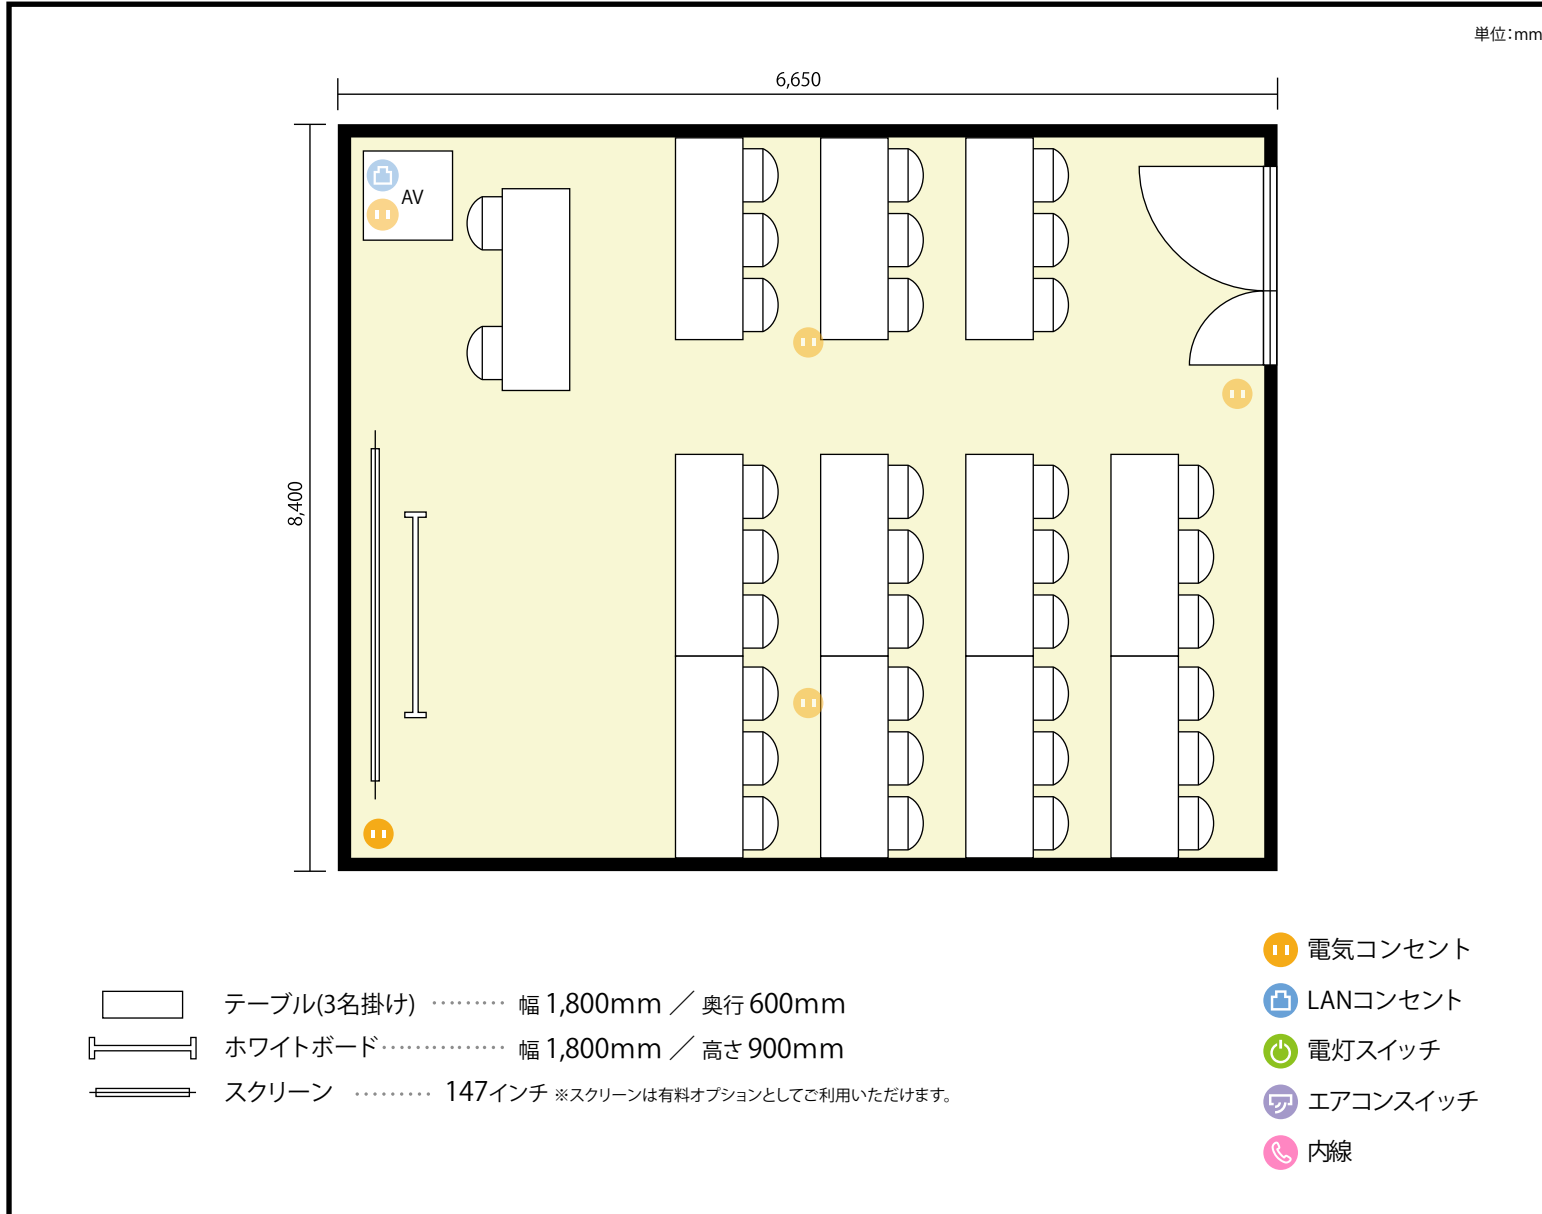 単位：mm
6,650
AV
8,400
テーブル(3名掛け) ········· 幅 1,800mm ／ 奥行 600mm
ホワイトボード··············· 幅 1,800mm ／ 高さ 900mm
スクリーン ········· 147インチ ※スクリーンは有料オプションとしてご利用いただけます。
電気コンセント
LANコンセント
電灯スイッチ
エアコンスイッチ
内線